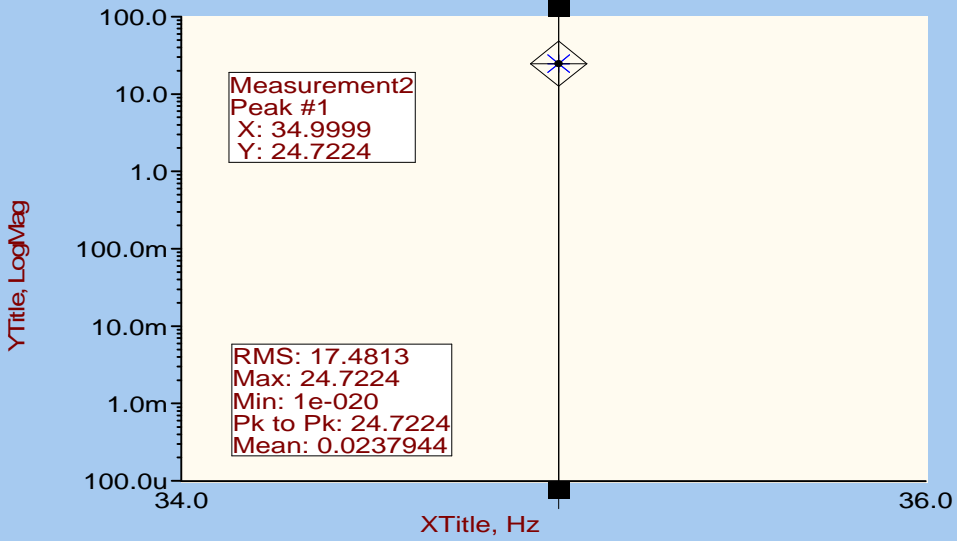 100.0
10.0
1.0
100.0m
10.0m
1.0m
100.0u
YTitle, LogMag
Measurement2
Peak #1
X: 34.9999
Y: 24.7224
RMS: 17.4813
Max: 24.7224
Min: 1e-020
Pk to Pk: 24.7224
Mean: 0.0237944
34.0
36.0
XTitle, Hz